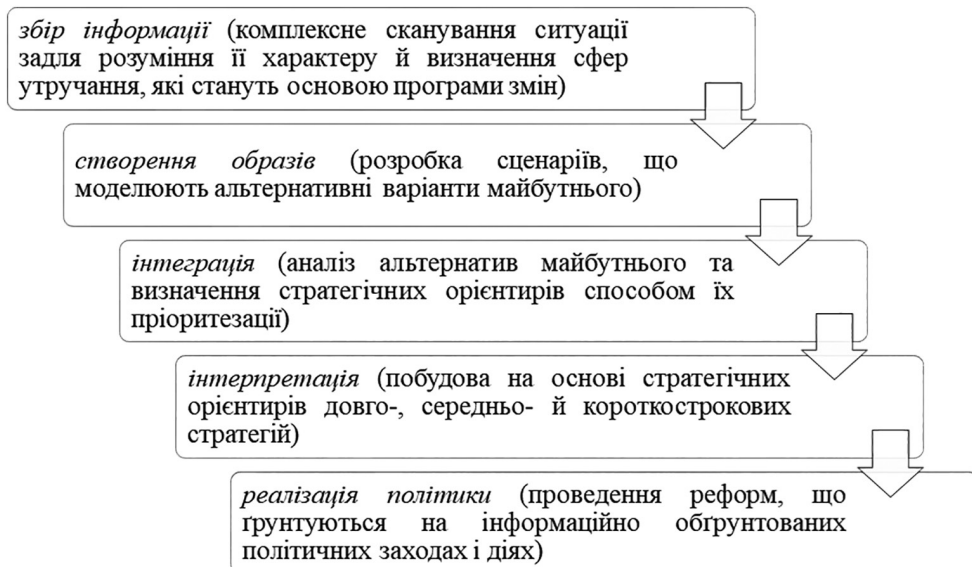 збір інформації (комплексне сканування ситуації
задля розуміння її характеру й визначення сфер
утручання, які стануть основою програми змін)
створення образів (розробка сценаріїв, що
моделюють альтернативні варіанти майбутнього)
інтеграція (аналіз альтернатив майбутнього та
визначення стратегічних орієнтирів способом їх
пріоритезації)
інтерпретація (побудова на основі стратегічних
орієнтирів довго-, середньо- й короткострокових
стратегій)
реалізація політики (проведення реформ, що
ґрунтуються на інформаційно обґрунтованих
політичних заходах і діях)